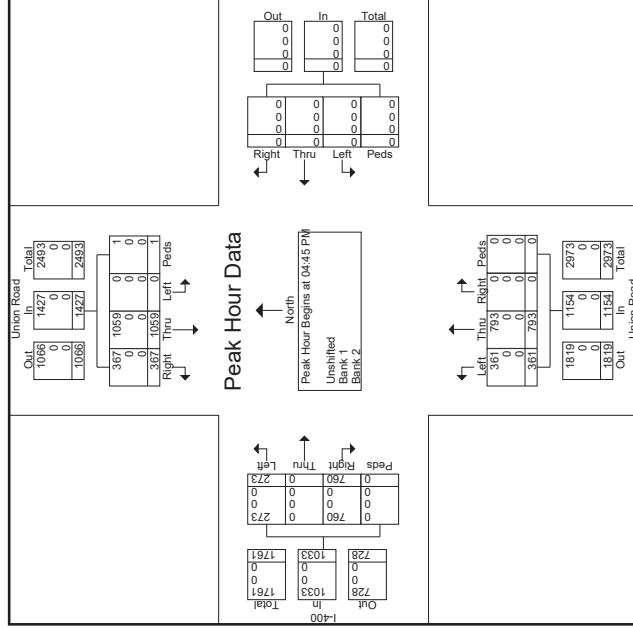 Out In Total
0 0 0
0 0 0
0 0 0
0 0 0
0 0 0 0
0 0 0 0
0 0 0 0
0 0 0 0
Right Thru Left Peds
Union Road
Out In Total
1066 1427 2493
0 0 0
0 0 0
1066 1427 2493
367 1059 0 1
0 0 0 0
0 0 0 0
367 1059 0 1
Right Thru Left Peds
Peak Hour Data
North
Peak Hour Begins at 04:45 PM
Unshifted
Bank 1
Bank 2
Left Thru Right Peds
361 793 0 0
0 0 0 0
0 0 0 0
361 793 0 0
1819 1154 2973
0 0 0
0 0 0
1819 1154 2973
Out In Total
Union Road
Left Thru Right Peds
273 0 760 0
0 0 0 0
0 0 0 0
273 0 760 0
1761 1033 728
0 0 0
0 0 0
1761 1033 728
Total In Out
I-400